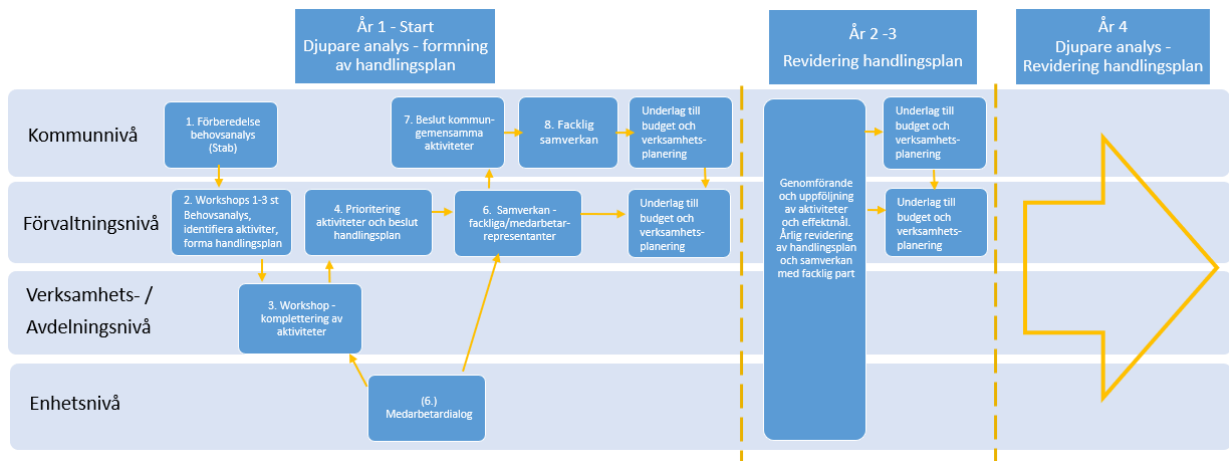 År 1 - Start
Djupare analys - formning
av handlingsplan
År 2 -3
Revidering handlingsplan
År 4
Djupare analys -
Revidering handlingsplan
Kommunnivå
1. Förberedelse
behovsanalys
(Stab)
7. Beslut kommun-
gemensamma
aktiviteter
8. Facklig
samverkan
Underlag till
budget och
verksamhets-
planering
Underlag till
budget och
verksamhets-
planering
Förvaltningsnivå
2. Workshops 1-3 st
Behovsanalys,
identifiera aktiviter,
forma handlingsplan
4. Prioritering
aktiviteter och beslut
handlingsplan
6. Samverkan -
fackliga/medarbetar-
representanter
Underlag till
budget och
verksamhets-
planering
Genomförande
och uppföljning
av aktiviteter
och effektmål.
Årlig revidering
av handlingsplan
och samverkan
med facklig part
Underlag till
budget och
verksamhets-
planering
Verksamhets- /
Avdelningsnivå
3. Workshop -
komplettering av
aktiviteter
Enhetsnivå
(6.)
Medarbetardialog